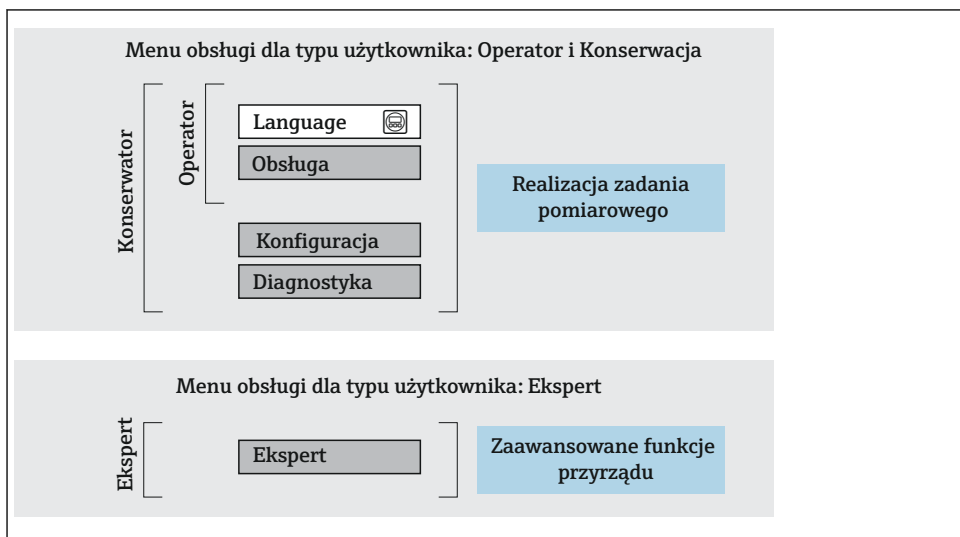 Menu obsługi dla typu użytkownika: Operator i Konserwacja
Konserwator
Operator
Language
Obsługa
Konfiguracja
Diagnostyka
Realizacja zadania
pomiarowego
Menu obsługi dla typu użytkownika: Ekspert
Ekspert
Ekspert
Zaawansowane funkcje
przyrządu